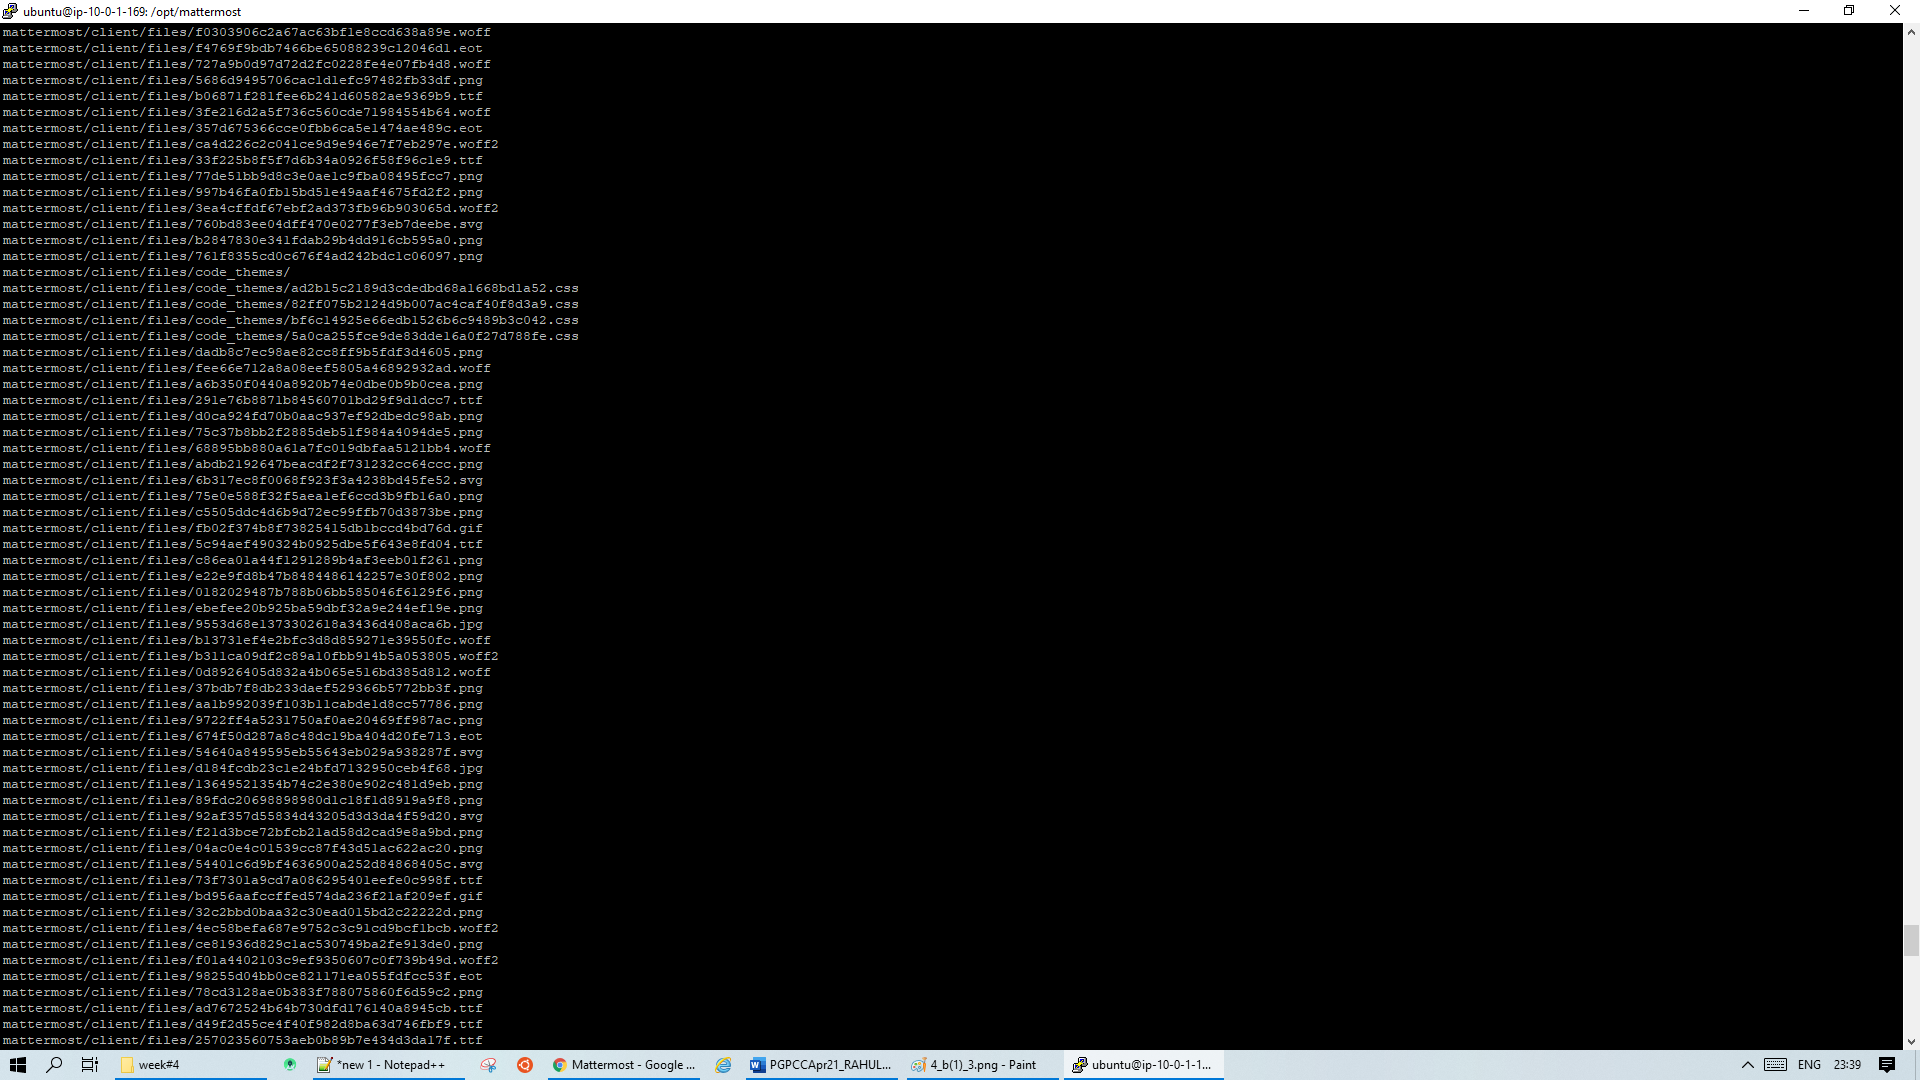 ubuntu@ip-10-0-1-169: /opt/mattermost
mattermost/client/files/f0303906c2a67ac63bf1e8ccd638a89e.woff
mattermost/client/files/f4769f9bdb7466be65088239c12046d1.eot
mattermost/client/files/727a9b0d97d72d2fc0228fe4e07fb4d8.woff
mattermost/client/files/5686d9495706cac1d1efc97482fb33df.png
mattermost/client/files/b06871f281fee6b241d60582ae9369b9.ttf
mattermost/client/files/3fe216d2a5f736c560cde71984554b64.woff
mattermost/client/files/357d675366cce0fbb6ca5e1474ae489c.eot
mattermost/client/files/ca4d226c2c041ce9d9e946e7f7eb297e.woff2
mattermost/client/files/33f225b8f5f7d6b34a0926f58f96c1e9.ttf
mattermost/client/files/77de51bb9d8c3e0ae1c9fba08495fcc7.png
mattermost/client/files/997b46fa0fb15bd51e49aaf4675fd2f2.png
mattermost/client/files/3ea4cffdf67ebf2ad373fb96b903065d.woff2
mattermost/client/files/760bd83ee04dff470e0277f3eb7deebe.svg
mattermost/client/files/b2847830e341fdab29b4dd916cb595a0.png
mattermost/client/files/761f8355cd0c676f4ad242bdc1c06097.png
mattermost/client/files/code_themes/
mattermost/client/files/code_themes/ad2b15c2189d3cdedbd68a1668bd1a52.css
mattermost/client/files/code_themes/82ff075b2124d9b007ac4caf40f8d3a9.css
mattermost/client/files/code_themes/bf6c14925e66edb1526b6c9489b3c042.css
mattermost/client/files/code_themes/5a0ca255fce9de83dde16a0f27d788fe.css
mattermost/client/files/dadb8c7ec98ae82cc8ff9b5fdf3d4605.png
mattermost/client/files/fee66e712a8a08eef5805a46892932ad.woff
mattermost/client/files/a6b350f0440a8920b74e0dbe0b9b0cea.png
mattermost/client/files/291e76b8871b84560701bd29f9d1dcc7.ttf
mattermost/client/files/d0ca924fd70b0aac937ef92dbedc98ab.png
mattermost/client/files/75c37b8bb2f2885deb51f984a4094de5.png
mattermost/client/files/68895bb880a61a7fc019dbfaa5121bb4.woff
mattermost/client/files/abdb2192647beacdf2f731232cc64ccc.png
mattermost/client/files/6b317ec8f0068f923f3a4238bd45fe52.svg
mattermost/client/files/75e0e588f32f5aea1ef6ccd3b9fb16a0.png
mattermost/client/files/c5505ddc4d6b9d72ec99ffb70d3873be.png
mattermost/client/files/fb02f374b8f73825415db1bccd4bd76d.gif
mattermost/client/files/5c94aef490324b0925dbe5f643e8fd04.ttf
mattermost/client/files/c86ea01a44f1291289b4af3eeb01f261.png
mattermost/client/files/e22e9fd8b47b8484486142257e30f802.png
mattermost/client/files/0182029487b788b06bb585046f6129f6.png
mattermost/client/files/ebefee20b925ba59dbf32a9e244ef19e.png
mattermost/client/files/9553d68e1373302618a3436d408aca6b.jpg
mattermost/client/files/b13731ef4e2bfc3d8d859271e39550fc.woff
mattermost/client/files/b311ca09df2c89a10fbb914b5a053805.woff2
mattermost/client/files/0d8926405d832a4b065e516bd385d812.woff
mattermost/client/files/37bdb7f8db233daef529366b5772bb3f.png
mattermost/client/files/aa1b992039f103b11cabde1d8cc57786.png
mattermost/client/files/9722ff4a5231750af0ae20469ff987ac.png
mattermost/client/files/674f50d287a8c48dc19ba404d20fe713.eot
mattermost/client/files/54640a849595eb55643eb029a938287f.svg
mattermost/client/files/d184fcdb23c1e24bfd7132950ceb4f68.jpg
mattermost/client/files/13649521354b74c2e380e902c481d9eb.png
mattermost/client/files/89fdc20698898980d1c18f1d8919a9f8.png
mattermost/client/files/92af357d55834d43205d3d3da4f59d20.svg
mattermost/client/files/f21d3bce72bfcb21ad58d2cad9e8a9bd.png
mattermost/client/files/04ac0e4c01539cc87f43d51ac622ac20.png
mattermost/client/files/54401c6d9bf4636900a252d84868405c.svg
mattermost/client/files/73f7301a9cd7a086295401eefe0c998f.ttf
mattermost/client/files/bd956aafccffed574da236f21af209ef.gif
mattermost/client/files/32c2bbd0baa32c30ead015bd2c22222d.png
mattermost/client/files/4ec58befa687e9752c3c91cd9bcf1bcb.woff2
mattermost/client/files/ce81936d829c1ac530749ba2fe913de0.png
mattermost/client/files/f01a4402103c9ef9350607c0f739b49d.woff2
mattermost/client/files/98255d04bb0ce821171ea055fdfcc53f.eot
mattermost/client/files/78cd3128ae0b383f788075860f6d59c2.png
mattermost/client/files/ad7672524b64b730dfd176140a8945cb.ttf
mattermost/client/files/d49f2d55ce4f40f982d8ba63d746fbf9.ttf
mattermost/client/files/257023560753aeb0b89b7e434d3da17f.ttf
week#4 *new 1 - Notepad++ Mattermost - Google ... PGPCCApr21_RAHUL... 4_b(1)_3.png - Paint ubuntu@ip-10-0-1-1... ENG 23:39